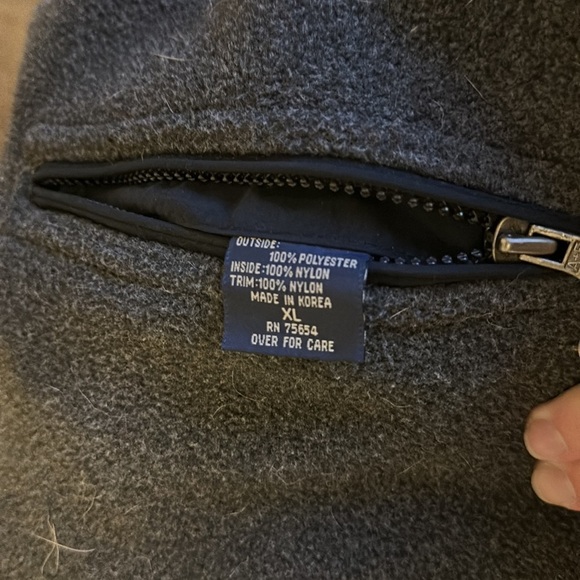 OUTSIDE:
100% POLYESTER
INSIDE:100% NYLON
TRIM:100% NYLON
MADE IN KOREA
XL
RN 75654
OVER FOR CARE